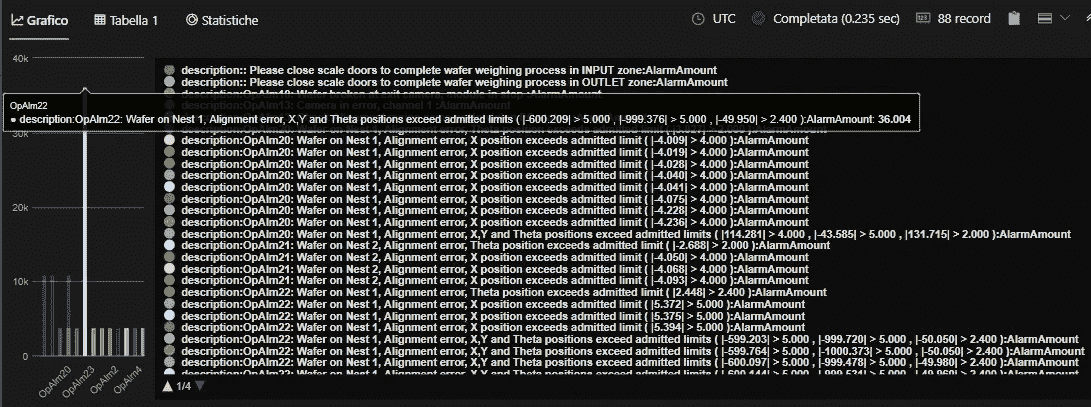 Grafico Tabella 1 Statistiche UTC Completata (0.235 sec) 88 record
40k
description:: Please close scale doors to complete wafer weighing process in INPUT zone:AlarmAmount
description:: Please close scale doors to complete wafer weighing process in OUTLET zone:AlarmAmount
OpAlm22
description:OpAlm13: Camera in error, channel 1 :AlarmAmount
description:OpAlm22: Wafer on Nest 1, Alignment error, X,Y and Theta positions exceed admitted limits ( |-600.209| > 5.000 , |-999.376| > 5.000 , |-49.950| > 2.400 ):AlarmAmount: 36.004
description:OpAlm20: Wafer on Nest 1, Alignment error, X position exceeds admitted limit ( |-4.009| > 4.000 ):AlarmAmount
description:OpAlm20: Wafer on Nest 1, Alignment error, X position exceeds admitted limit ( |-4.019| > 4.000 ):AlarmAmount
description:OpAlm20: Wafer on Nest 1, Alignment error, X position exceeds admitted limit ( |-4.028| > 4.000 ):AlarmAmount
description:OpAlm20: Wafer on Nest 1, Alignment error, X position exceeds admitted limit ( |-4.040| > 4.000 ):AlarmAmount
description:OpAlm20: Wafer on Nest 1, Alignment error, X position exceeds admitted limit ( |-4.041| > 4.000 ):AlarmAmount
description:OpAlm20: Wafer on Nest 1, Alignment error, X position exceeds admitted limit ( |-4.075| > 4.000 ):AlarmAmount
20k
description:OpAlm20: Wafer on Nest 1, Alignment error, X position exceeds admitted limit ( |-4.228| > 4.000 ):AlarmAmount
description:OpAlm20: Wafer on Nest 1, Alignment error, X position exceeds admitted limit ( |-4.236| > 4.000 ):AlarmAmount
description:OpAlm20: Wafer on Nest 1, Alignment error, X,Y and Theta positions exceed admitted limits ( |114.281| > 4.000 , |-43.585| > 5.000 , |131.715| > 2.000 ):AlarmAmount
description:OpAlm21: Wafer on Nest 2, Alignment error, Theta position exceeds admitted limit ( |-2.688| > 2.000 ):AlarmAmount
description:OpAlm21: Wafer on Nest 2, Alignment error, X position exceeds admitted limit ( |-4.050| > 4.000 ):AlarmAmount
description:OpAlm21: Wafer on Nest 2, Alignment error, X position exceeds admitted limit ( |-4.068| > 4.000 ):AlarmAmount
10k
description:OpAlm21: Wafer on Nest 2, Alignment error, X position exceeds admitted limit ( |-4.093| > 4.000 ):AlarmAmount
description:OpAlm22: Wafer on Nest 1, Alignment error, Theta position exceeds admitted limit ( |2.448| > 2.400 ):AlarmAmount
description:OpAlm22: Wafer on Nest 1, Alignment error, X position exceeds admitted limit ( |5.372| > 5.000 ):AlarmAmount
description:OpAlm22: Wafer on Nest 1, Alignment error, X position exceeds admitted limit ( |5.375| > 5.000 ):AlarmAmount
description:OpAlm22: Wafer on Nest 1, Alignment error, X position exceeds admitted limit ( |5.394| > 5.000 ):AlarmAmount
description:OpAlm22: Wafer on Nest 1, Alignment error, X,Y and Theta positions exceed admitted limits ( |-599.203| > 5.000 , |-999.720| > 5.000 , |-50.050| > 2.400 ):AlarmAmount
description:OpAlm22: Wafer on Nest 1, Alignment error, X,Y and Theta positions exceed admitted limits ( |-599.764| > 5.000 , |-1000.373| > 5.000 , |-50.050| > 2.400 ):AlarmAmount
0
description:OpAlm22: Wafer on Nest 1, Alignment error, X,Y and Theta positions exceed admitted limits ( |-600.097| > 5.000 , |-999.478| > 5.000 , |-49.980| > 2.400 ):AlarmAmount
OpAlm20 OpAlm23 OpAlm2 OpAlm4
1/4